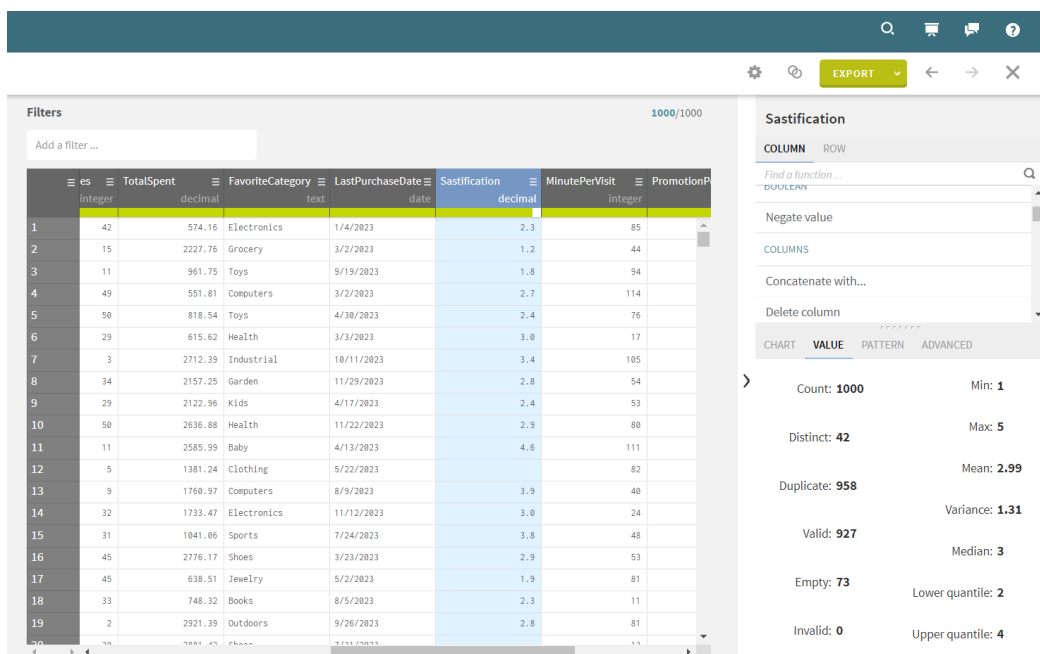 EXPORT
Filters 1000/1000
Add a filter ...
es TotalSpent FavoriteCategory LastPurchaseDate Sastification MinutePerVisit
integer decimal text date decimal integer
1 42 574.16 Electronics 1/4/2023 2.3 85
2 15 2227.76 Grocery 3/2/2023 1.2 44
3 11 961.75 Toys 9/19/2023 1.8 94
4 49 551.81 Computers 3/2/2023 2.7 114
5 50 818.54 Toys 4/30/2023 2.4 76
6 29 615.62 Health 3/3/2023 3.0 17
7 3 2712.39 Industrial 10/11/2023 3.4 105
8 34 2157.25 Garden 11/29/2023 2.8 54
9 29 2122.96 Kids 4/17/2023 2.4 53
10 50 2636.88 Health 11/22/2023 2.9 80
11 11 2585.99 Baby 4/13/2023 4.6 111
12 5 1381.24 Clothing 5/22/2023 82
13 9 1760.97 Computers 8/9/2023 3.9 40
14 32 1733.47 Electronics 11/12/2023 3.0 24
15 31 1041.06 Sports 7/24/2023 3.8 48
16 45 2776.17 Shoes 3/23/2023 2.9 53
17 45 638.51 Jewelry 5/2/2023 1.9 81
18 33 748.32 Books 8/5/2023 2.3 11
19 2 2921.39 Outdoors 9/26/2023 2.8 81
Sastification
COLUMN ROW
Find a function ...
BOOLEAN
Negate value
COLUMNS
Concatenate with...
Delete column
CHART VALUE PATTERN ADVANCED
Count: 1000
Distinct: 42
Duplicate: 958
Valid: 927
Empty: 73
Invalid: 0
Min: 1
Max: 5
Mean: 2.99
Variance: 1.31
Median: 3
Lower quantile: 2
Upper quantile: 4